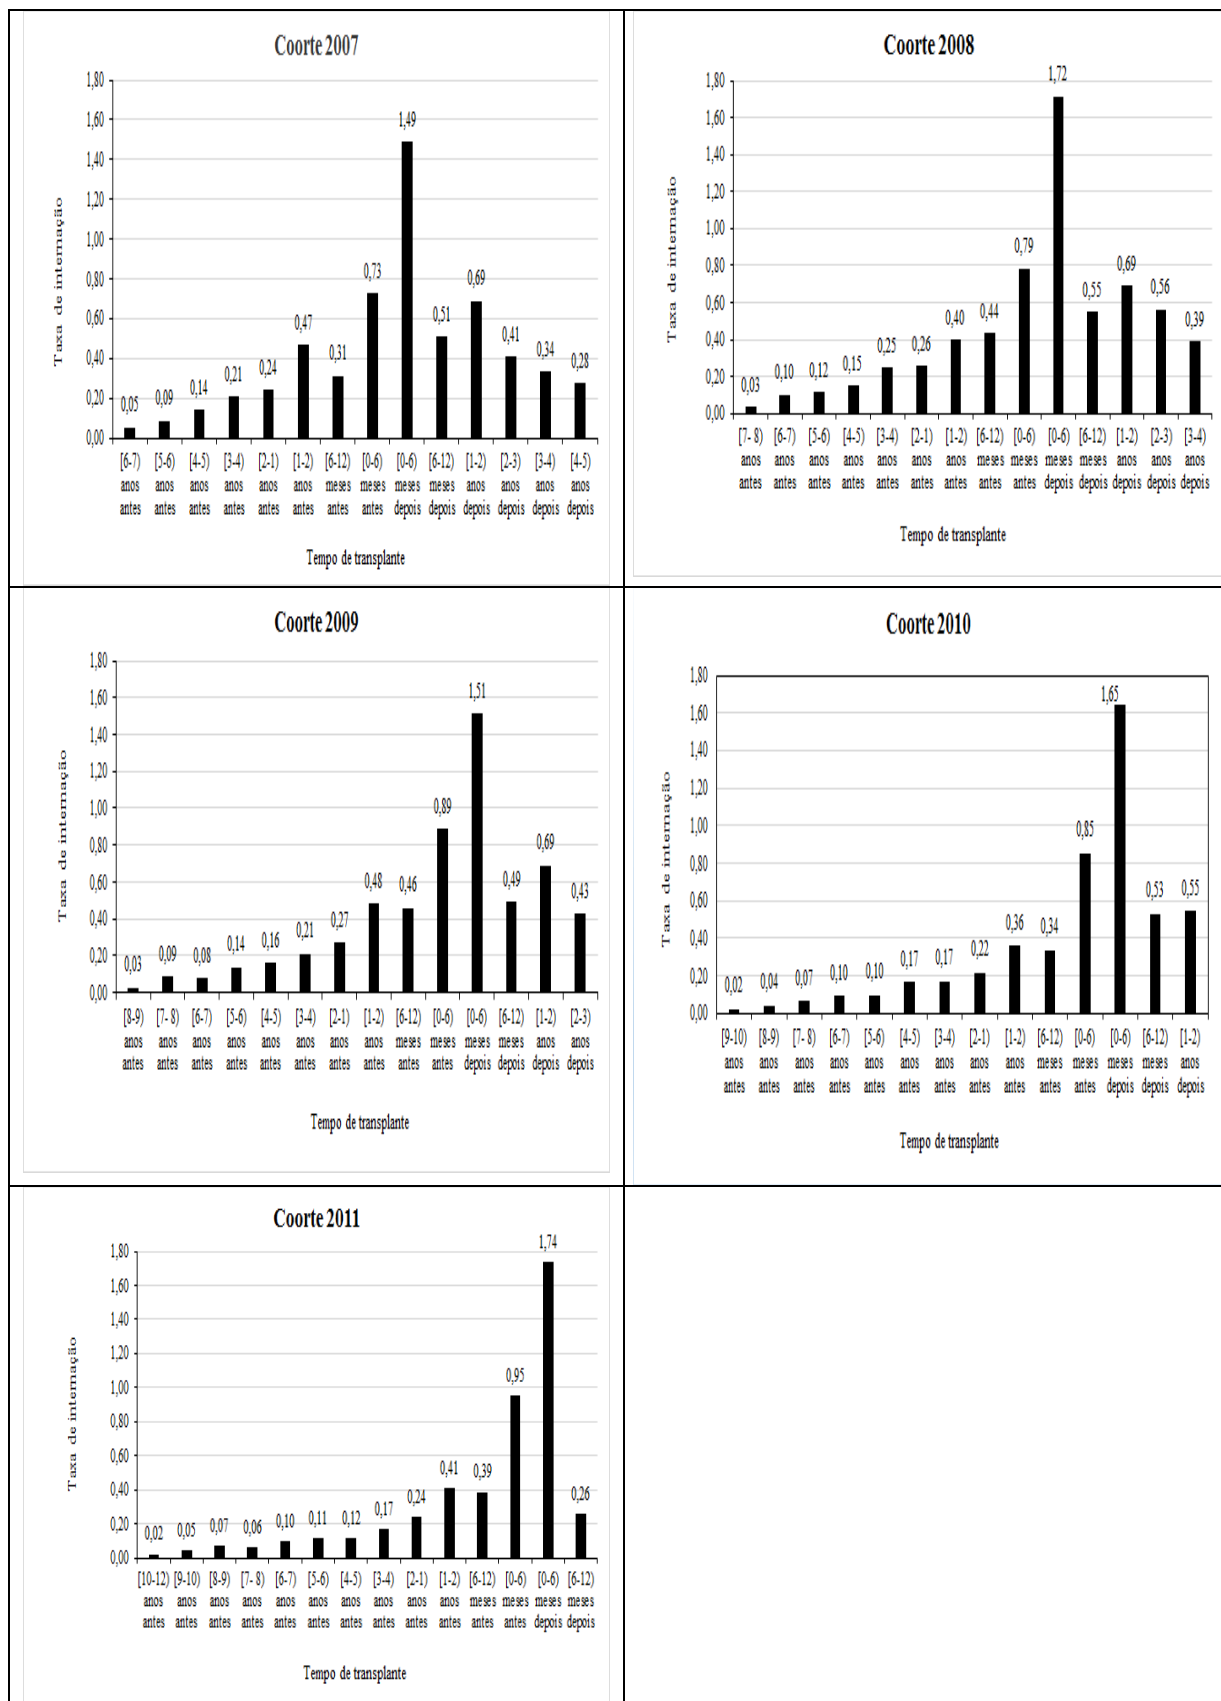 Coorte 2007
Taxa de internação
1,80
1,60
1,40
1,20
1,00
0,80
0,60
0,40
0,20
0,00
0,05 0,09 0,14 0,21 0,24 0,47 0,31 0,73 1,49 0,51 0,69 0,41 0,34 0,28
[6-7) [5-6) [4-5) [3-4) [2-1) [1-2) [6-12) [0-6) [0-6) [6-12) [1-2) [2-3) [3-4) [4-5)
anos anos anos anos anos anos meses meses meses meses anos anos anos anos
antes antes antes antes antes antes antes antes depois depois depois depois depois depois
Tempo de transplante
Coorte 2008
Taxa de internação
1,80
1,60
1,40
1,20
1,00
0,80
0,60
0,40
0,20
0,00
0,03 0,10 0,12 0,15 0,25 0,26 0,40 0,44 0,79 1,72 0,55 0,69 0,56 0,39
[7- 8) [6-7) [5-6) [4-5) [3-4) [2-1) [1-2) [6-12) [0-6) [0-6) [6-12) [1-2) [2-3) [3-4)
anos anos anos anos anos anos anos meses meses meses meses anos anos anos
antes antes antes antes antes antes antes antes antes depois depois depois depois depois
Tempo de transplante
Coorte 2009
Taxa de internação
1,80
1,60
1,40
1,20
1,00
0,80
0,60
0,40
0,20
0,00
0,03 0,09 0,08 0,14 0,16 0,21 0,27 0,48 0,46 0,89 1,51 0,49 0,69 0,43
[8-9) [7- 8) [6-7) [5-6) [4-5) [3-4) [2-1) [1-2) [6-12) [0-6) [0-6) [6-12) [1-2) [2-3)
anos anos anos anos anos anos anos anos meses meses meses meses anos anos
antes antes antes antes antes antes antes antes antes antes depois depois depois depois
Tempo de transplante
Coorte 2010
Taxa de internação
1,80
1,60
1,40
1,20
1,00
0,80
0,60
0,40
0,20
0,00
0,02 0,04 0,07 0,10 0,10 0,17 0,17 0,22 0,36 0,34 0,85 1,65 0,53 0,55
[9-10) [8-9) [7- 8) [6-7) [5-6) [4-5) [3-4) [2-1) [1-2) [6-12) [0-6) [0-6) [6-12) [1-2)
anos anos anos anos anos anos anos anos anos meses meses meses meses anos
antes antes antes antes antes antes antes antes antes antes antes depois depois depois
Tempo de transplante
Coorte 2011
Taxa de internação
1,80
1,60
1,40
1,20
1,00
0,80
0,60
0,40
0,20
0,00
0,02 0,05 0,07 0,06 0,10 0,11 0,12 0,17 0,24 0,41 0,39 0,95 1,74 0,26
[10-12) [9-10) [8-9) [7- 8) [6-7) [5-6) [4-5) [3-4) [2-1) [1-2) [6-12) [0-6) [0-6) [6-12)
anos anos anos anos anos anos anos anos anos anos meses meses meses meses
antes antes antes antes antes antes antes antes antes antes antes antes depois depois
Tempo de transplante